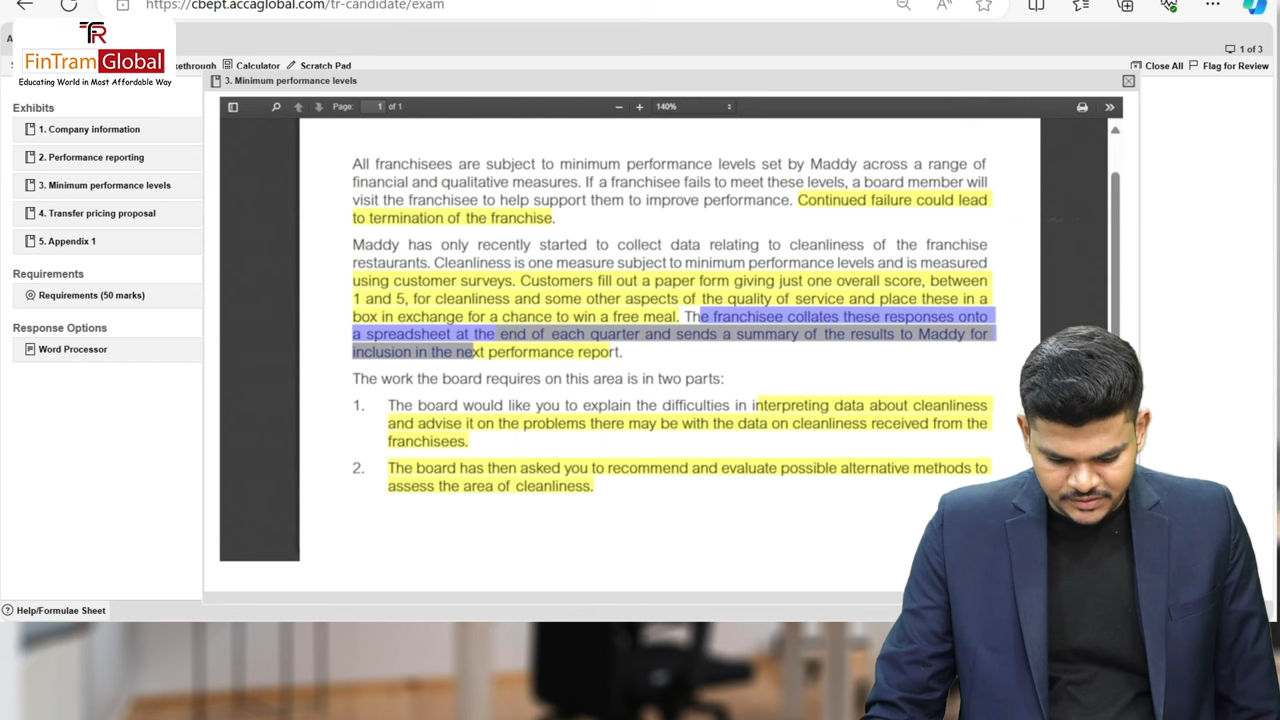 https://cbept.accaglobal.com/tr-candidate/exam
FinTram Global
Educating World in Most Affordable Way
1 of 3
kethrough Calculator Scratch Pad
Close All Flag for Review
Exhibits
1. Company information
2. Performance reporting
3. Minimum performance levels
4. Transfer pricing proposal
5. Appendix 1
Requirements
Requirements (50 marks)
Response Options
Word Processor
Help/Formulae Sheet
3. Minimum performance levels
Page: 1 of 1
140%
All franchisees are subject to minimum performance levels set by Maddy across a range of
financial and qualitative measures. If a franchisee fails to meet these levels, a board member will
visit the franchisee to help support them to improve performance. Continued failure could lead
to termination of the franchise.
Maddy has only recently started to collect data relating to cleanliness of the franchise
restaurants. Cleanliness is one measure subject to minimum performance levels and is measured
using customer surveys. Customers fill out a paper form giving just one overall score, between
1 and 5, for cleanliness and some other aspects of the quality of service and place these in a
box in exchange for a chance to win a free meal. The franchisee collates these responses onto
a spreadsheet at the end of each quarter and sends a summary of the results to Maddy for
inclusion in the next performance report.
The work the board requires on this area is in two parts:
1. The board would like you to explain the difficulties in interpreting data about cleanliness
and advise it on the problems there may be with the data on cleanliness received from the
franchisees.
2. The board has then asked you to recommend and evaluate possible alternative methods to
assess the area of cleanliness.